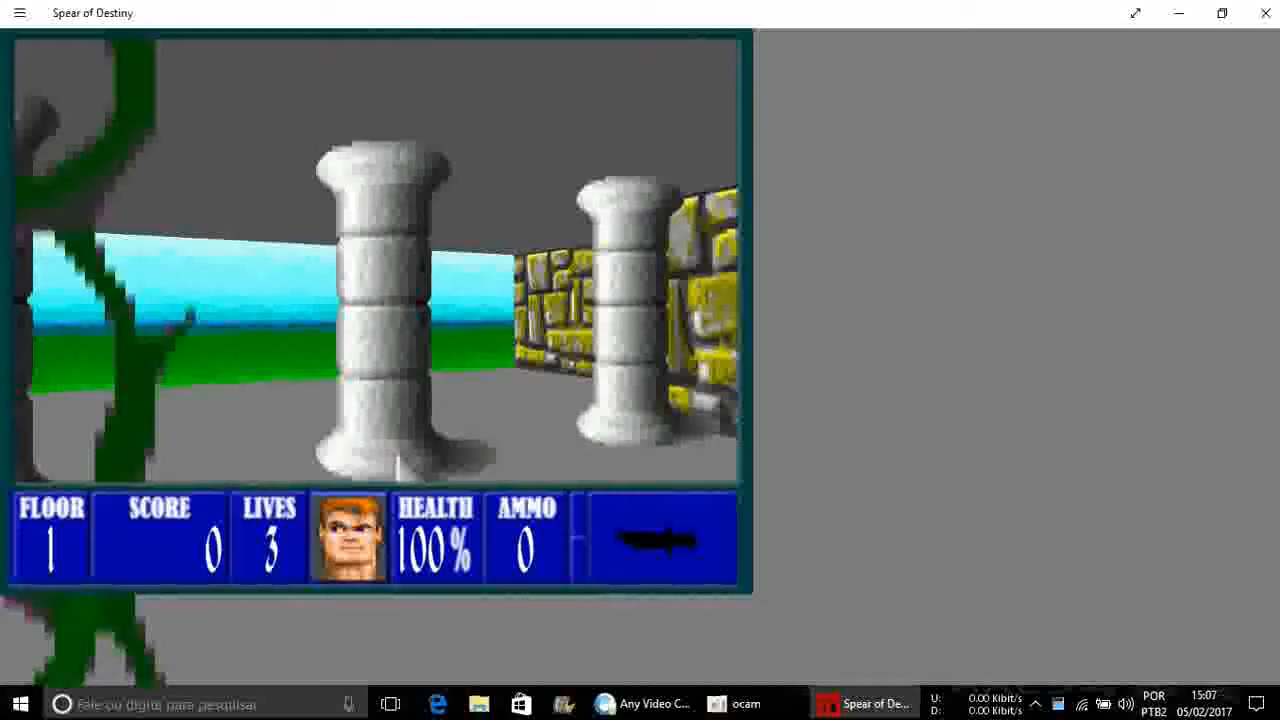 Spear of Destiny
FLOOR SCORE LIVES HEALTH AMMO
1 0 3 100% 0
Fale ou digite para pesquisar
Any Video C...
ocam
Spear of De...
U: 0.00 Kibit/s
D: 0.00 Kibit/s
POR
PTB2
15:07
05/02/2017